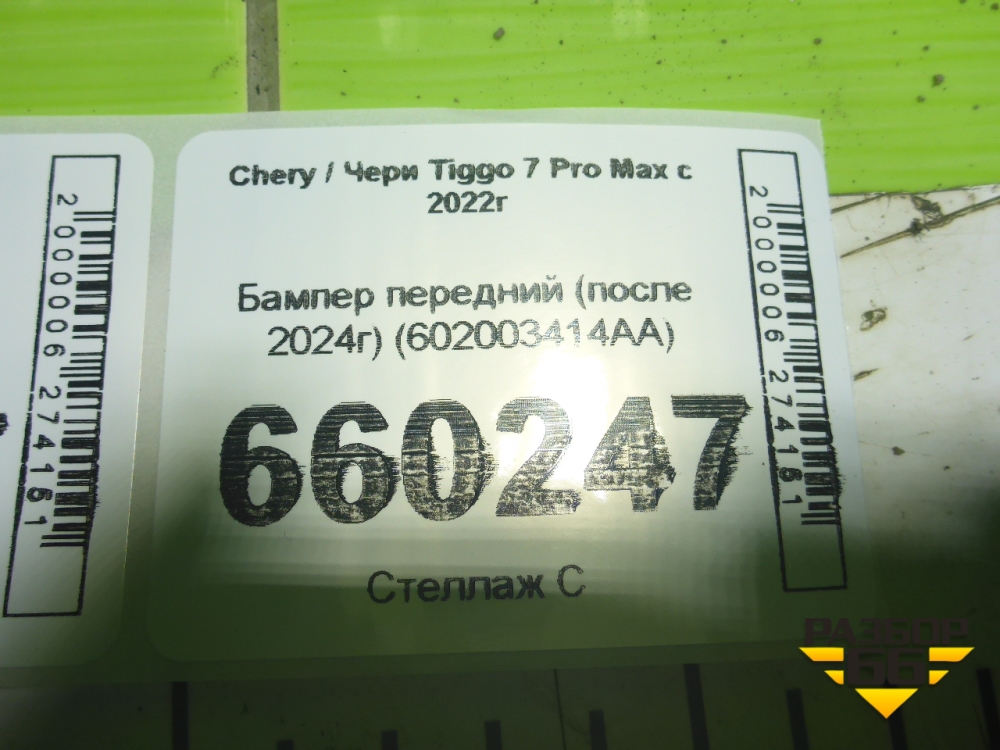 Chery / Чери Tiggo 7 Pro Max с
2022г
Бампер передний (после
2024г) (602003414AA)
660247
Стеллаж С
2000006274161
2000006274161
РАЗБОР
66